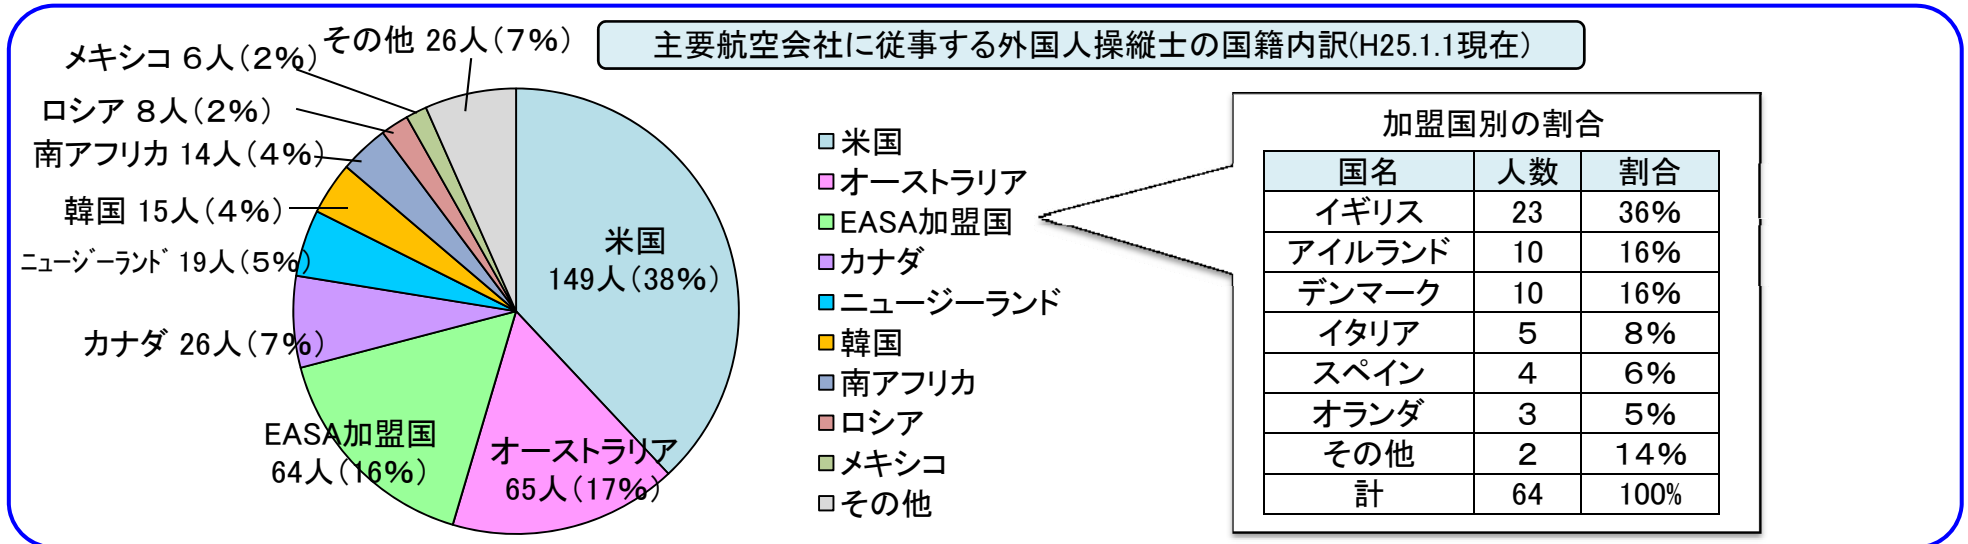 主要航空会社に従事する外国人操縦士の国籍内訳(H25.1.1現在)
その他 26人(7%)
メキシコ 6人(2%)
ロシア 8人(2%)
南アフリカ 14人(4%)
韓国 15人(4%)
ニュージーランド 19人(5%)
カナダ 26人(7%)
EASA加盟国
64人(16%)
オーストラリア
65人(17%)
米国
149人(38%)
米国
オーストラリア
EASA加盟国
カナダ
ニュージーランド
韓国
南アフリカ
ロシア
メキシコ
その他
加盟国別の割合
国名 人数 割合
イギリス 23 36%
アイルランド 10 16%
デンマーク 10 16%
イタリア 5 8%
スペイン 4 6%
オランダ 3 5%
その他 2 14%
計 64 100%